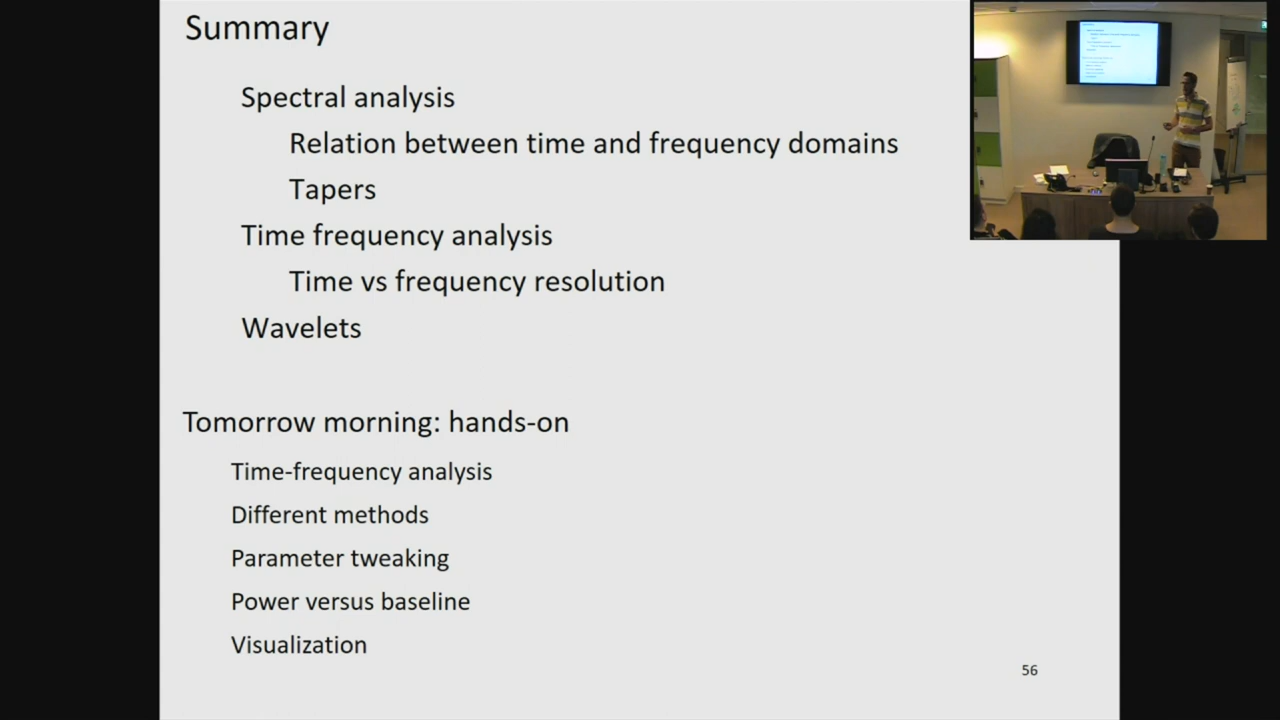 Summary
Spectral analysis
Relation between time and frequency domains
Tapers
Time frequency analysis
Time vs frequency resolution
Wavelets
Tomorrow morning: hands-on
Time-frequency analysis
Different methods
Parameter tweaking
Power versus baseline
Visualization
56